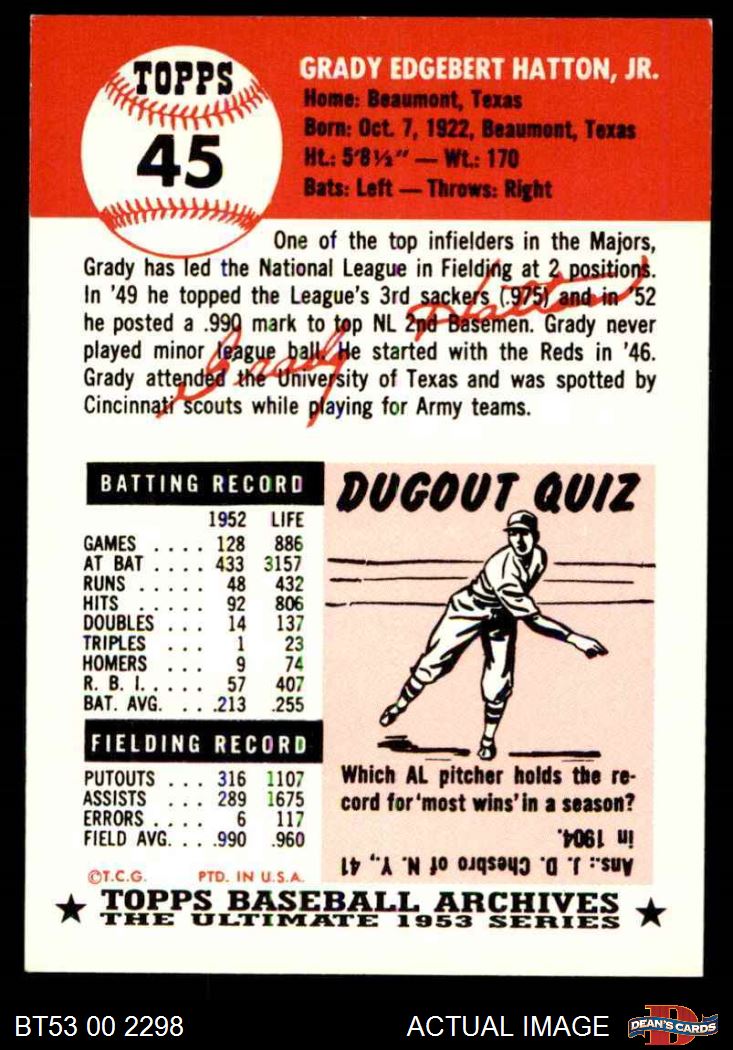 TOPPS
45
GRADY EDGEBERT HATTON, JR.
Home: Beaumont, Texas
Born: Oct. 7, 1922, Beaumont, Texas
Ht.: 5'8½" — Wt.: 170
Bats: Left — Throws: Right
One of the top infielders in the Majors,
Grady has led the National League in Fielding at 2 positions.
In '49 he topped the League's 3rd sackers (.975) and in '52
he posted a .990 mark to top NL 2nd Basemen. Grady never
played minor league ball. He started with the Reds in '46.
Grady attended the University of Texas and was spotted by
Cincinnati scouts while playing for Army teams.
Grady Hatton
BATTING RECORD
1952 LIFE
GAMES .... 128 886
AT BAT .... 433 3157
RUNS ..... 48 432
HITS ...... 92 806
DOUBLES ... 14 137
TRIPLES ... 1 23
HOMERS ... 9 74
R. B. I. .... 57 407
BAT. AVG. ... .213 .255
FIELDING RECORD
PUTOUTS ... 316 1107
ASSISTS ... 289 1675
ERRORS .... 6 117
FIELD AVG. ... .990 .960
©T.C.G. PTD. IN U.S.A.
DUGOUT QUIZ
Which AL pitcher holds the re-
cord for 'most wins' in a season?
Ans.: J. D. Chesbro of N. Y., 41
in 1904.
★ TOPPS BASEBALL ARCHIVES ★
THE ULTIMATE 1953 SERIES
BT53 00 2298
ACTUAL IMAGE
D
DEAN'S CARDS